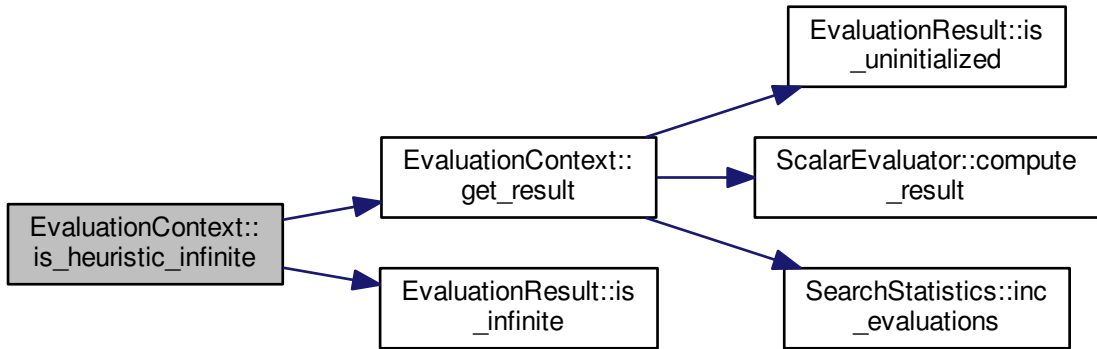 EvaluationContext::
is_heuristic_infinite
EvaluationContext::
get_result
EvaluationResult::is
_infinite
EvaluationResult::is
_uninitialized
ScalarEvaluator::compute
_result
SearchStatistics::inc
_evaluations